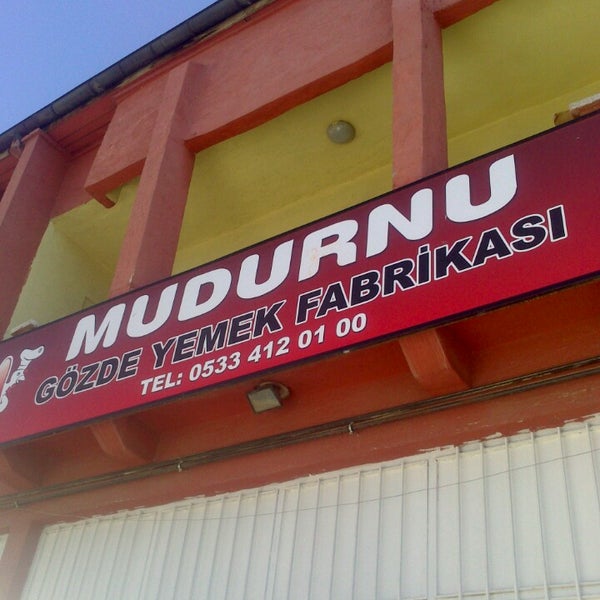 MUDURNU
GÖZDE YEMEK FABRİKASI
TEL: 0533 412 01 00